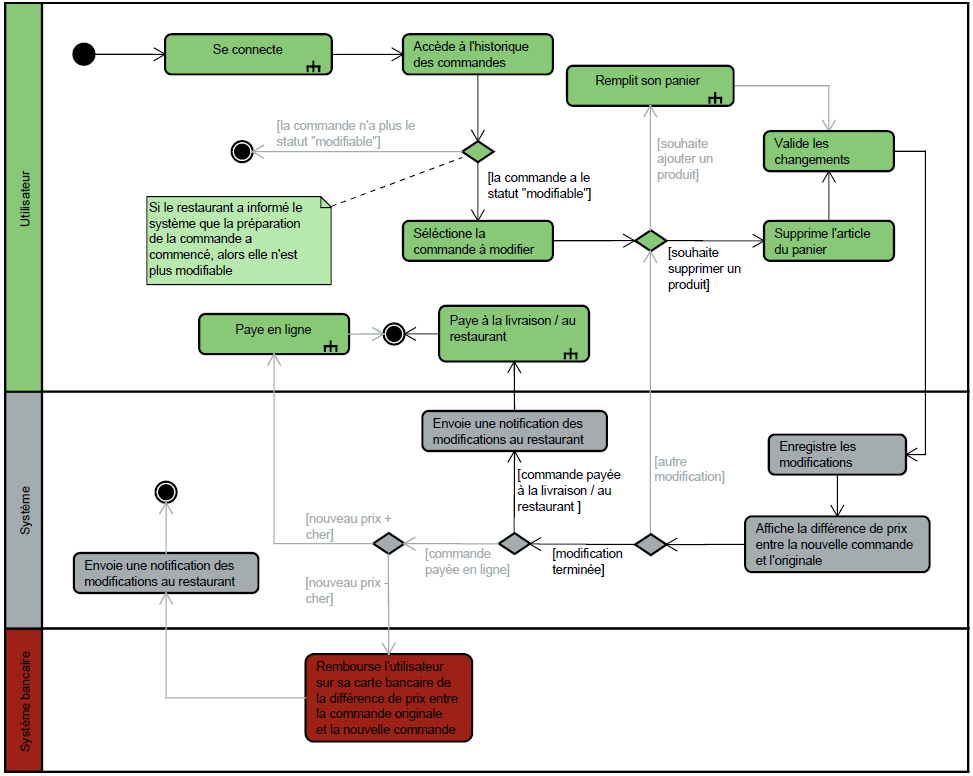 Utilisateur
Se connecte
Accède à l'historique
des commandes
Remplit son panier
[la commande n'a plus le
statut "modifiable"]
[souhaite
ajouter un
produit]
Valide les
changements
[la commande a le
statut "modifiable"]
Si le restaurant a informé le
système que la préparation
de la commande a
commencé, alors elle n'est
plus modifiable
Séléctione la
commande à modifier
[souhaite
supprimer un
produit]
Supprime l'article
du panier
Paye en ligne
Paye à la livraison / au
restaurant
Système
Envoie une notification des
modifications au restaurant
Enregistre les
modifications
[autre
modification]
[commande payée
à la livraison / au
restaurant ]
[nouveau prix +
cher]
Affiche la différence de prix
entre la nouvelle commande
et l'originale
[commande
payée en ligne]
[modification
terminée]
Envoie une notification des
modifications au restaurant
[nouveau prix -
cher]
Système bancaire
Rembourse l'utilisateur
sur sa carte bancaire de
la différence de prix entre
la commande originale
et la nouvelle commande